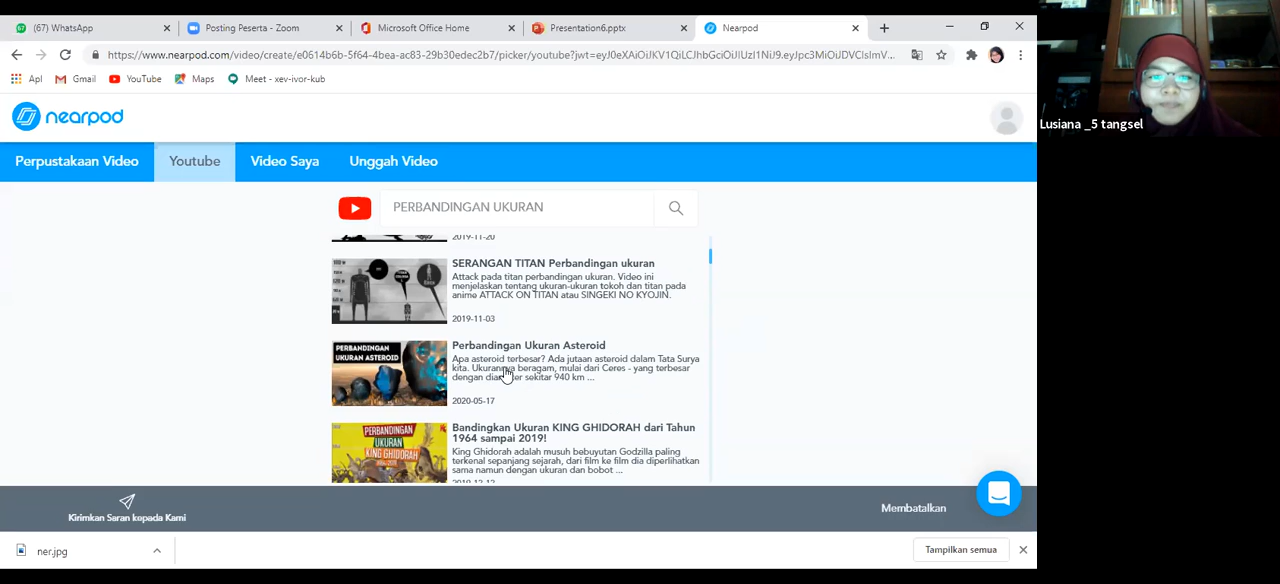 (67) WhatsApp
Posting Peserta - Zoom
Microsoft Office Home
Presentation6.pptx
Nearpod
https://www.nearpod.com/video/create/e0614b6b-5f64-4bea-ac83-29b30edec2b7/picker/youtube?jwt=eyJ0eXAiOiJKV1QiLCJhbGciOiJIUzI1NiJ9.eyJpc3MiOiJDVCIsImV...
Apl
Gmail
YouTube
Maps
Meet - xev-ivor-kub
nearpod
Perpustakaan Video
Youtube
Video Saya
Unggah Video
PERBANDINGAN UKURAN
2019-11-20
SERANGAN TITAN Perbandingan ukuran
Attack pada titan perbandingan ukuran. Video ini
menjelaskan tentang ukuran-ukuran tokoh dan titan pada
anime ATTACK ON TITAN atau SINGEKI NO KYOJIN.
2019-11-03
PERBANDINGAN
UKURAN ASTEROID
Perbandingan Ukuran Asteroid
Apa asteroid terbesar? Ada jutaan asteroid dalam Tata Surya
kita. Ukurannya beragam, mulai dari Ceres - yang terbesar
dengan diameter sekitar 940 km ...
2020-05-17
PERBANDINGAN
UKURAN
KING GHIDORAH
Bandingkan Ukuran KING GHIDORAH dari Tahun
1964 sampai 2019!
King Ghidorah adalah musuh bebuyutan Godzilla paling
terkenal sepanjang sejarah, dari film ke film dia diperlihatkan
sama namun dengan ukuran dan bobot ...
2019-12-12
Kirimkan Saran kepada Kami
Membatalkan
ner.jpg
Tampilkan semua
Lusiana _5 tangsel